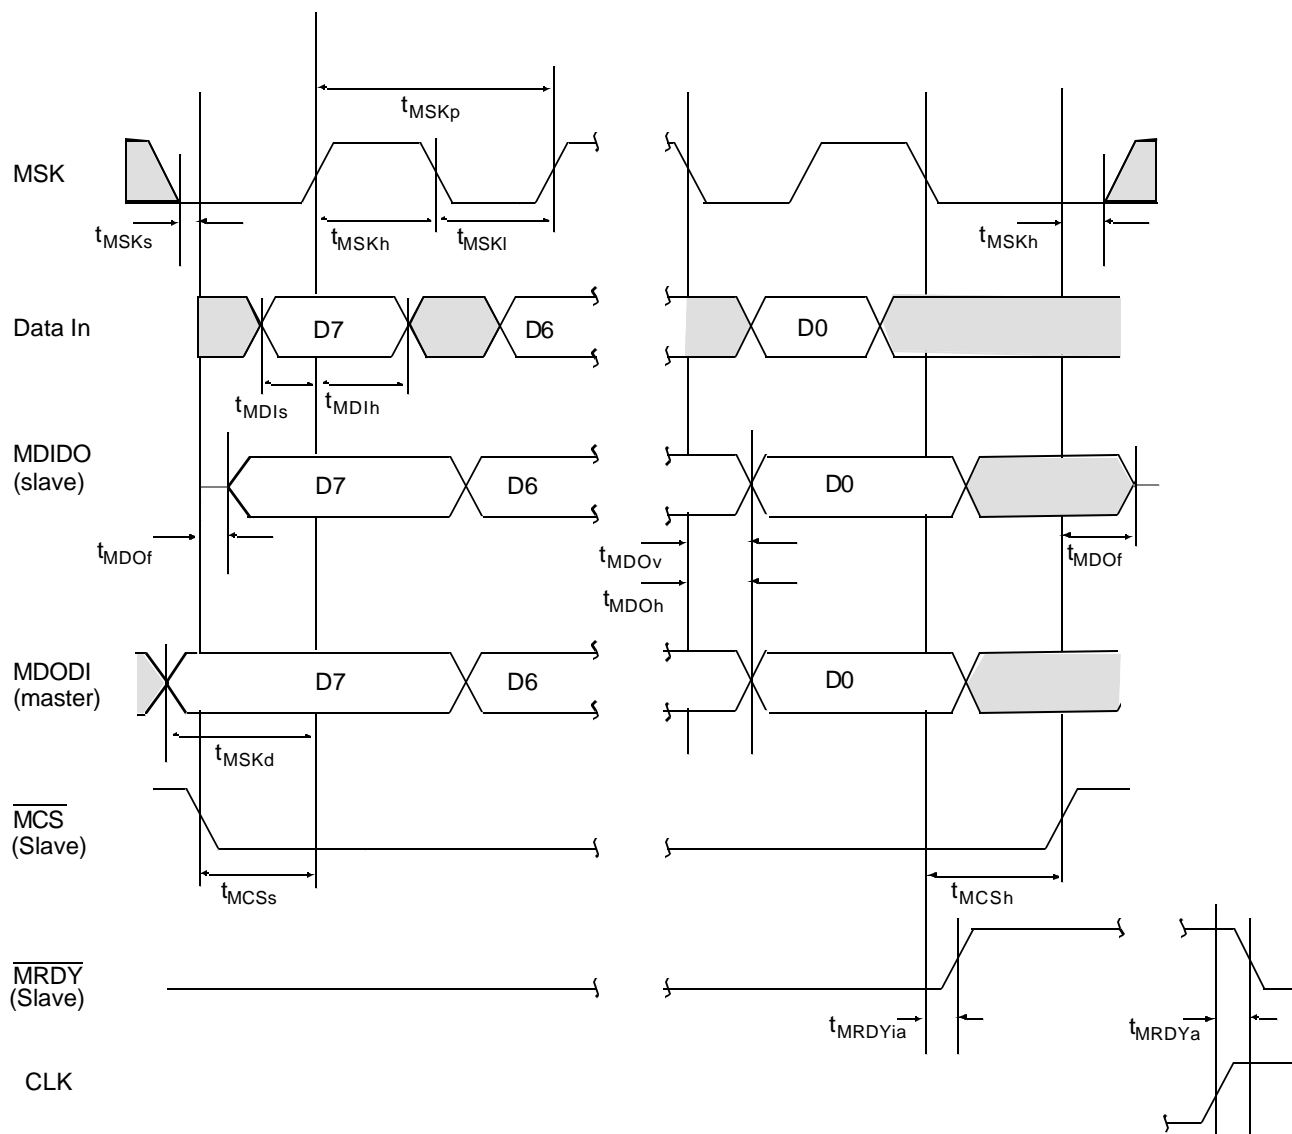 tMSKp
MSK
tMSKs
tMSKh
tMSKl
tMSKh
Data In
D7
D6
D0
tMDIs
tMDIh
MDIDO
(slave)
D7
D6
D0
tMDOf
tMDOv
tMDOf
tMDOh
MDODI
(master)
D7
D6
D0
tMSKd
MCS
(Slave)
tMCSs
tMCSh
MRDY
(Slave)
tMRDYia
tMRDYa
CLK